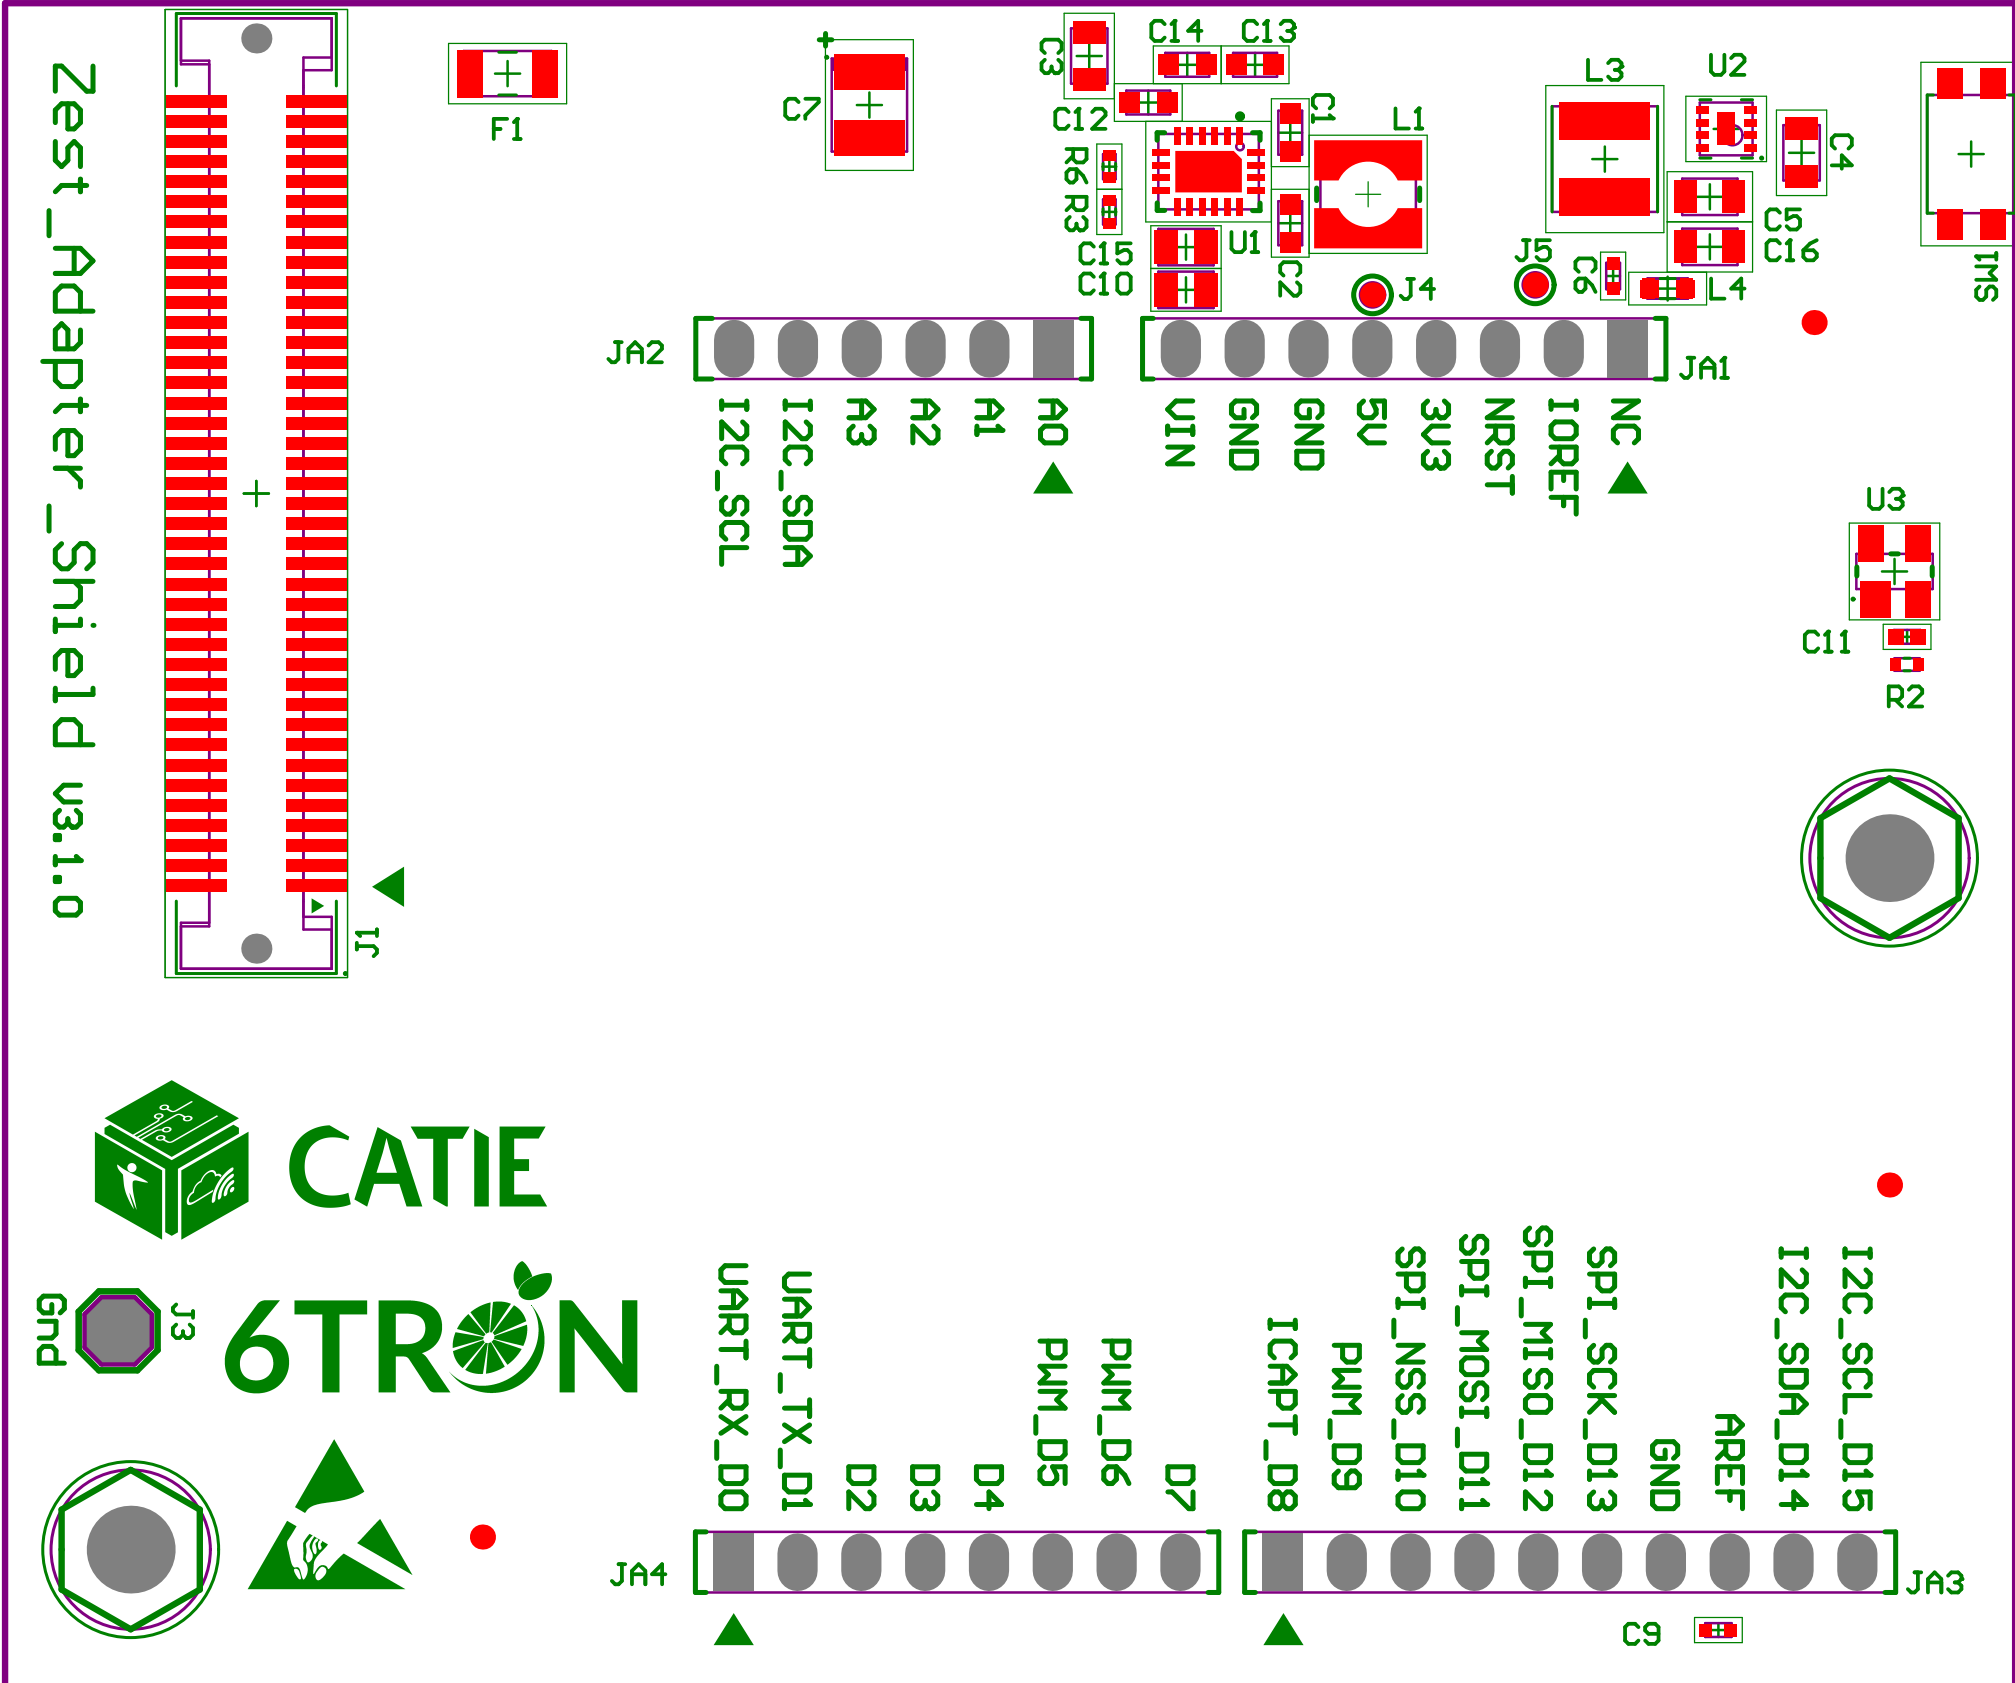 Zest_Adapter_Shield v3.1.0
F1
C7
C3
C14
C13
C12
C1
L1
L3
U2
C4
R6
R3
C15
C10
U1
C2
J4
J5
C6
L4
C5
C16
SW1
JA2
JA1
I2C_SCL
I2C_SDA
A3
A2
A1
A0
VIN
GND
GND
5V
3V3
NRST
IOREF
NC
U3
C11
R2
J1
CATIE
6TRON
Gnd
J3
UART_RX_D0
UART_TX_D1
D2
D3
D4
PWM_D5
PWM_D6
D7
ICAPT_D8
PWM_D9
SPI_NSS_D10
SPI_MOSI_D11
SPI_MISO_D12
SPI_SCK_D13
GND
AREF
I2C_SDA_D14
I2C_SCL_D15
JA4
JA3
C9